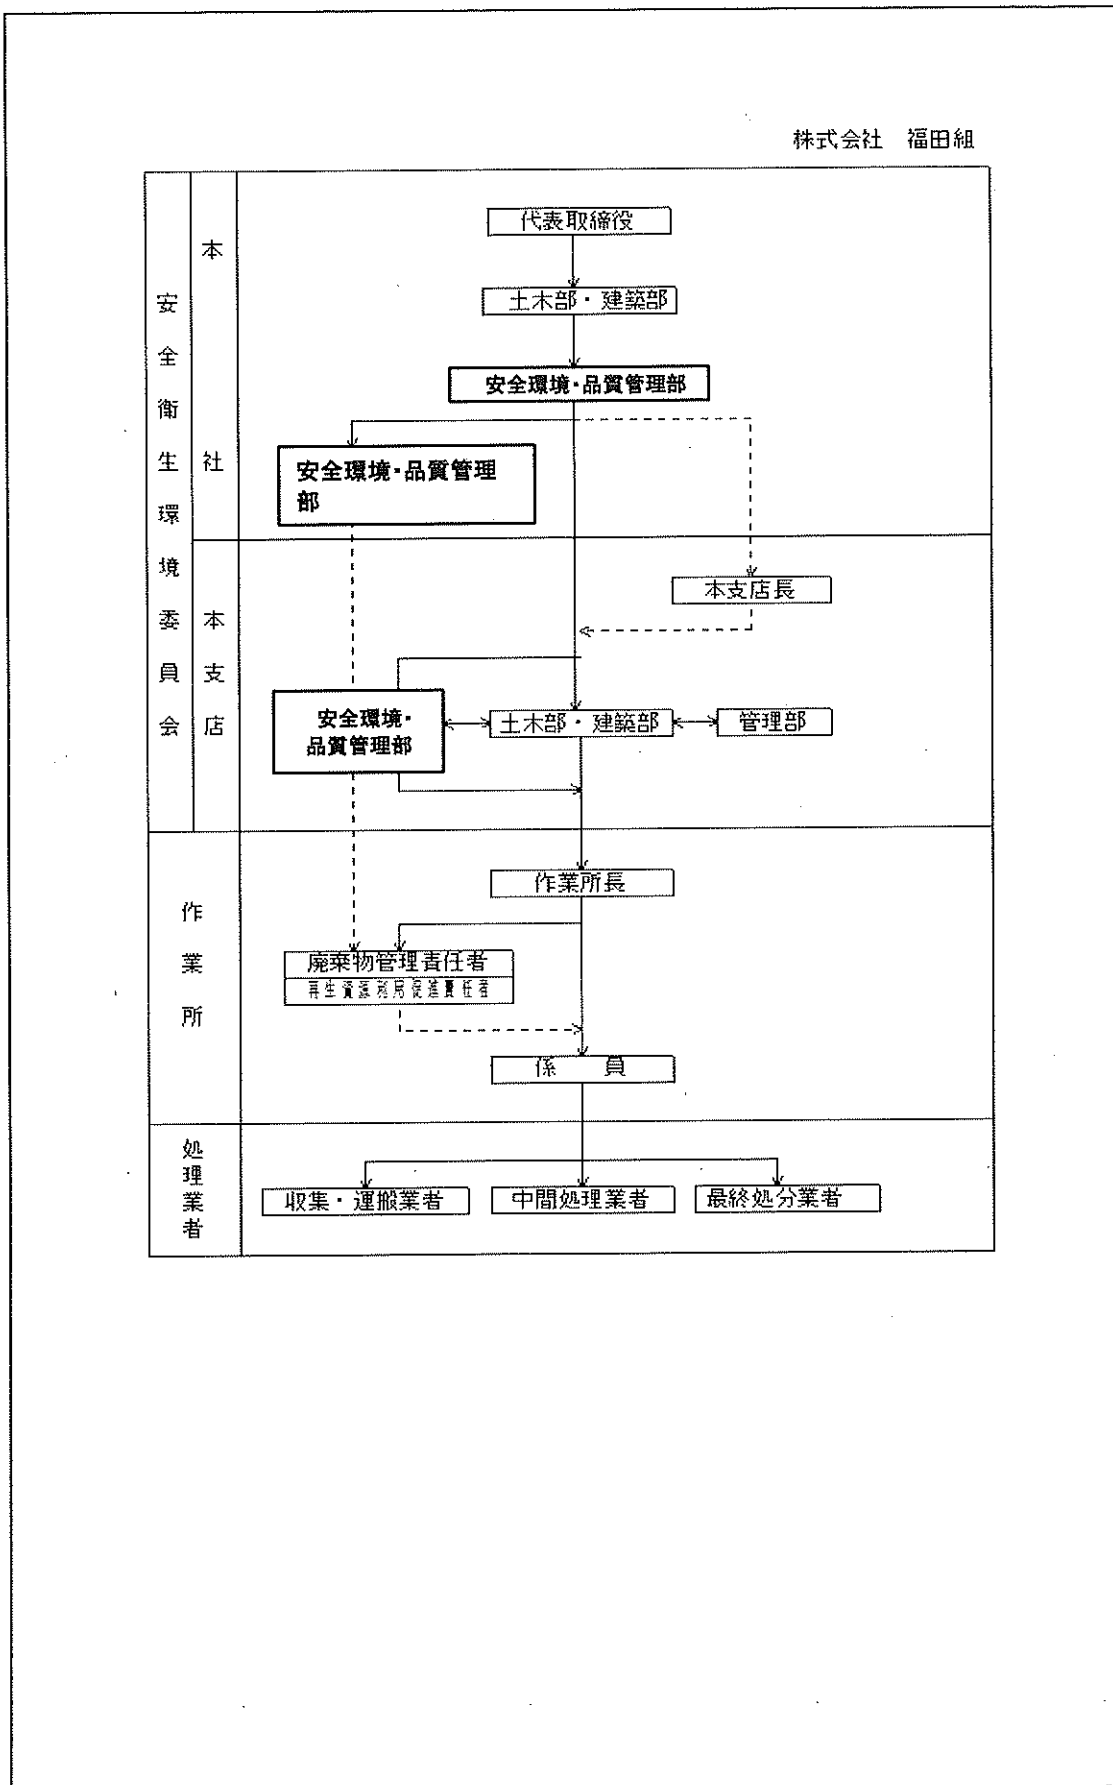 株式会社　福田組
安全衛生環境委員会
本社
代表取締役
土木部・建築部
安全環境・品質管理部
安全環境・品質管理
部
本支店
本支店長
安全環境・
品質管理部
土木部・建築部
管理部
作業所
作業所長
廃棄物管理責任者
再生資源利用促進責任者
係　員
処理業者
収集・運搬業者
中間処理業者
最終処分業者